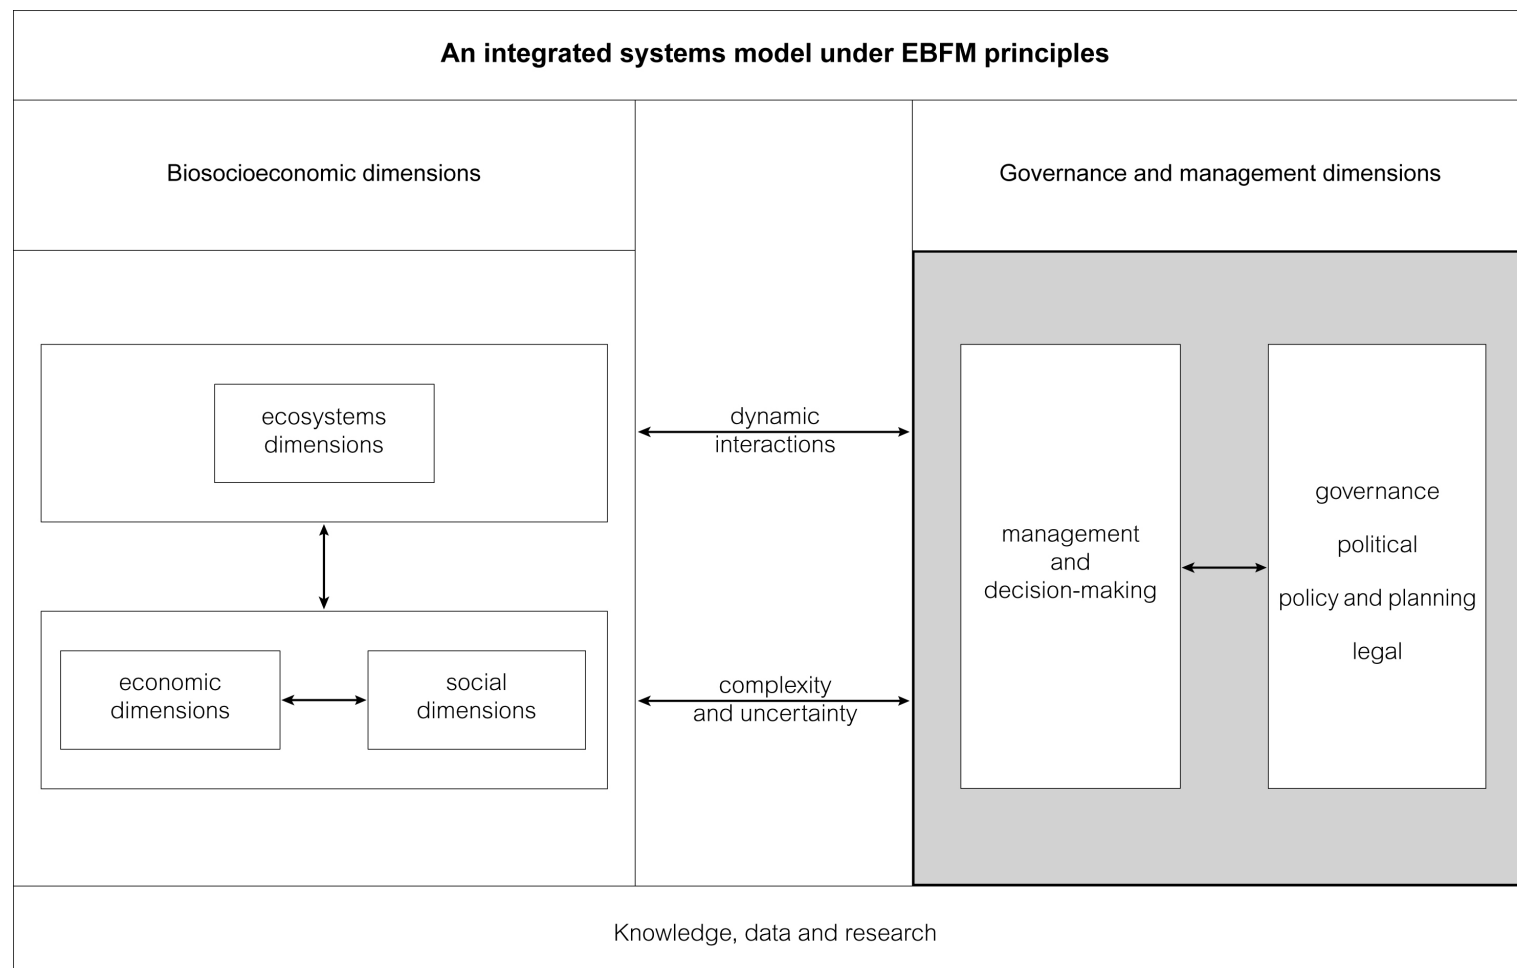 An integrated systems model under EBFM principles
Biosocioeconomic dimensions
Governance and management dimensions
ecosystems
dimensions
economic
dimensions
social
dimensions
dynamic
interactions
complexity
and uncertainty
management
and
decision-making
governance
political
policy and planning
legal
Knowledge, data and research